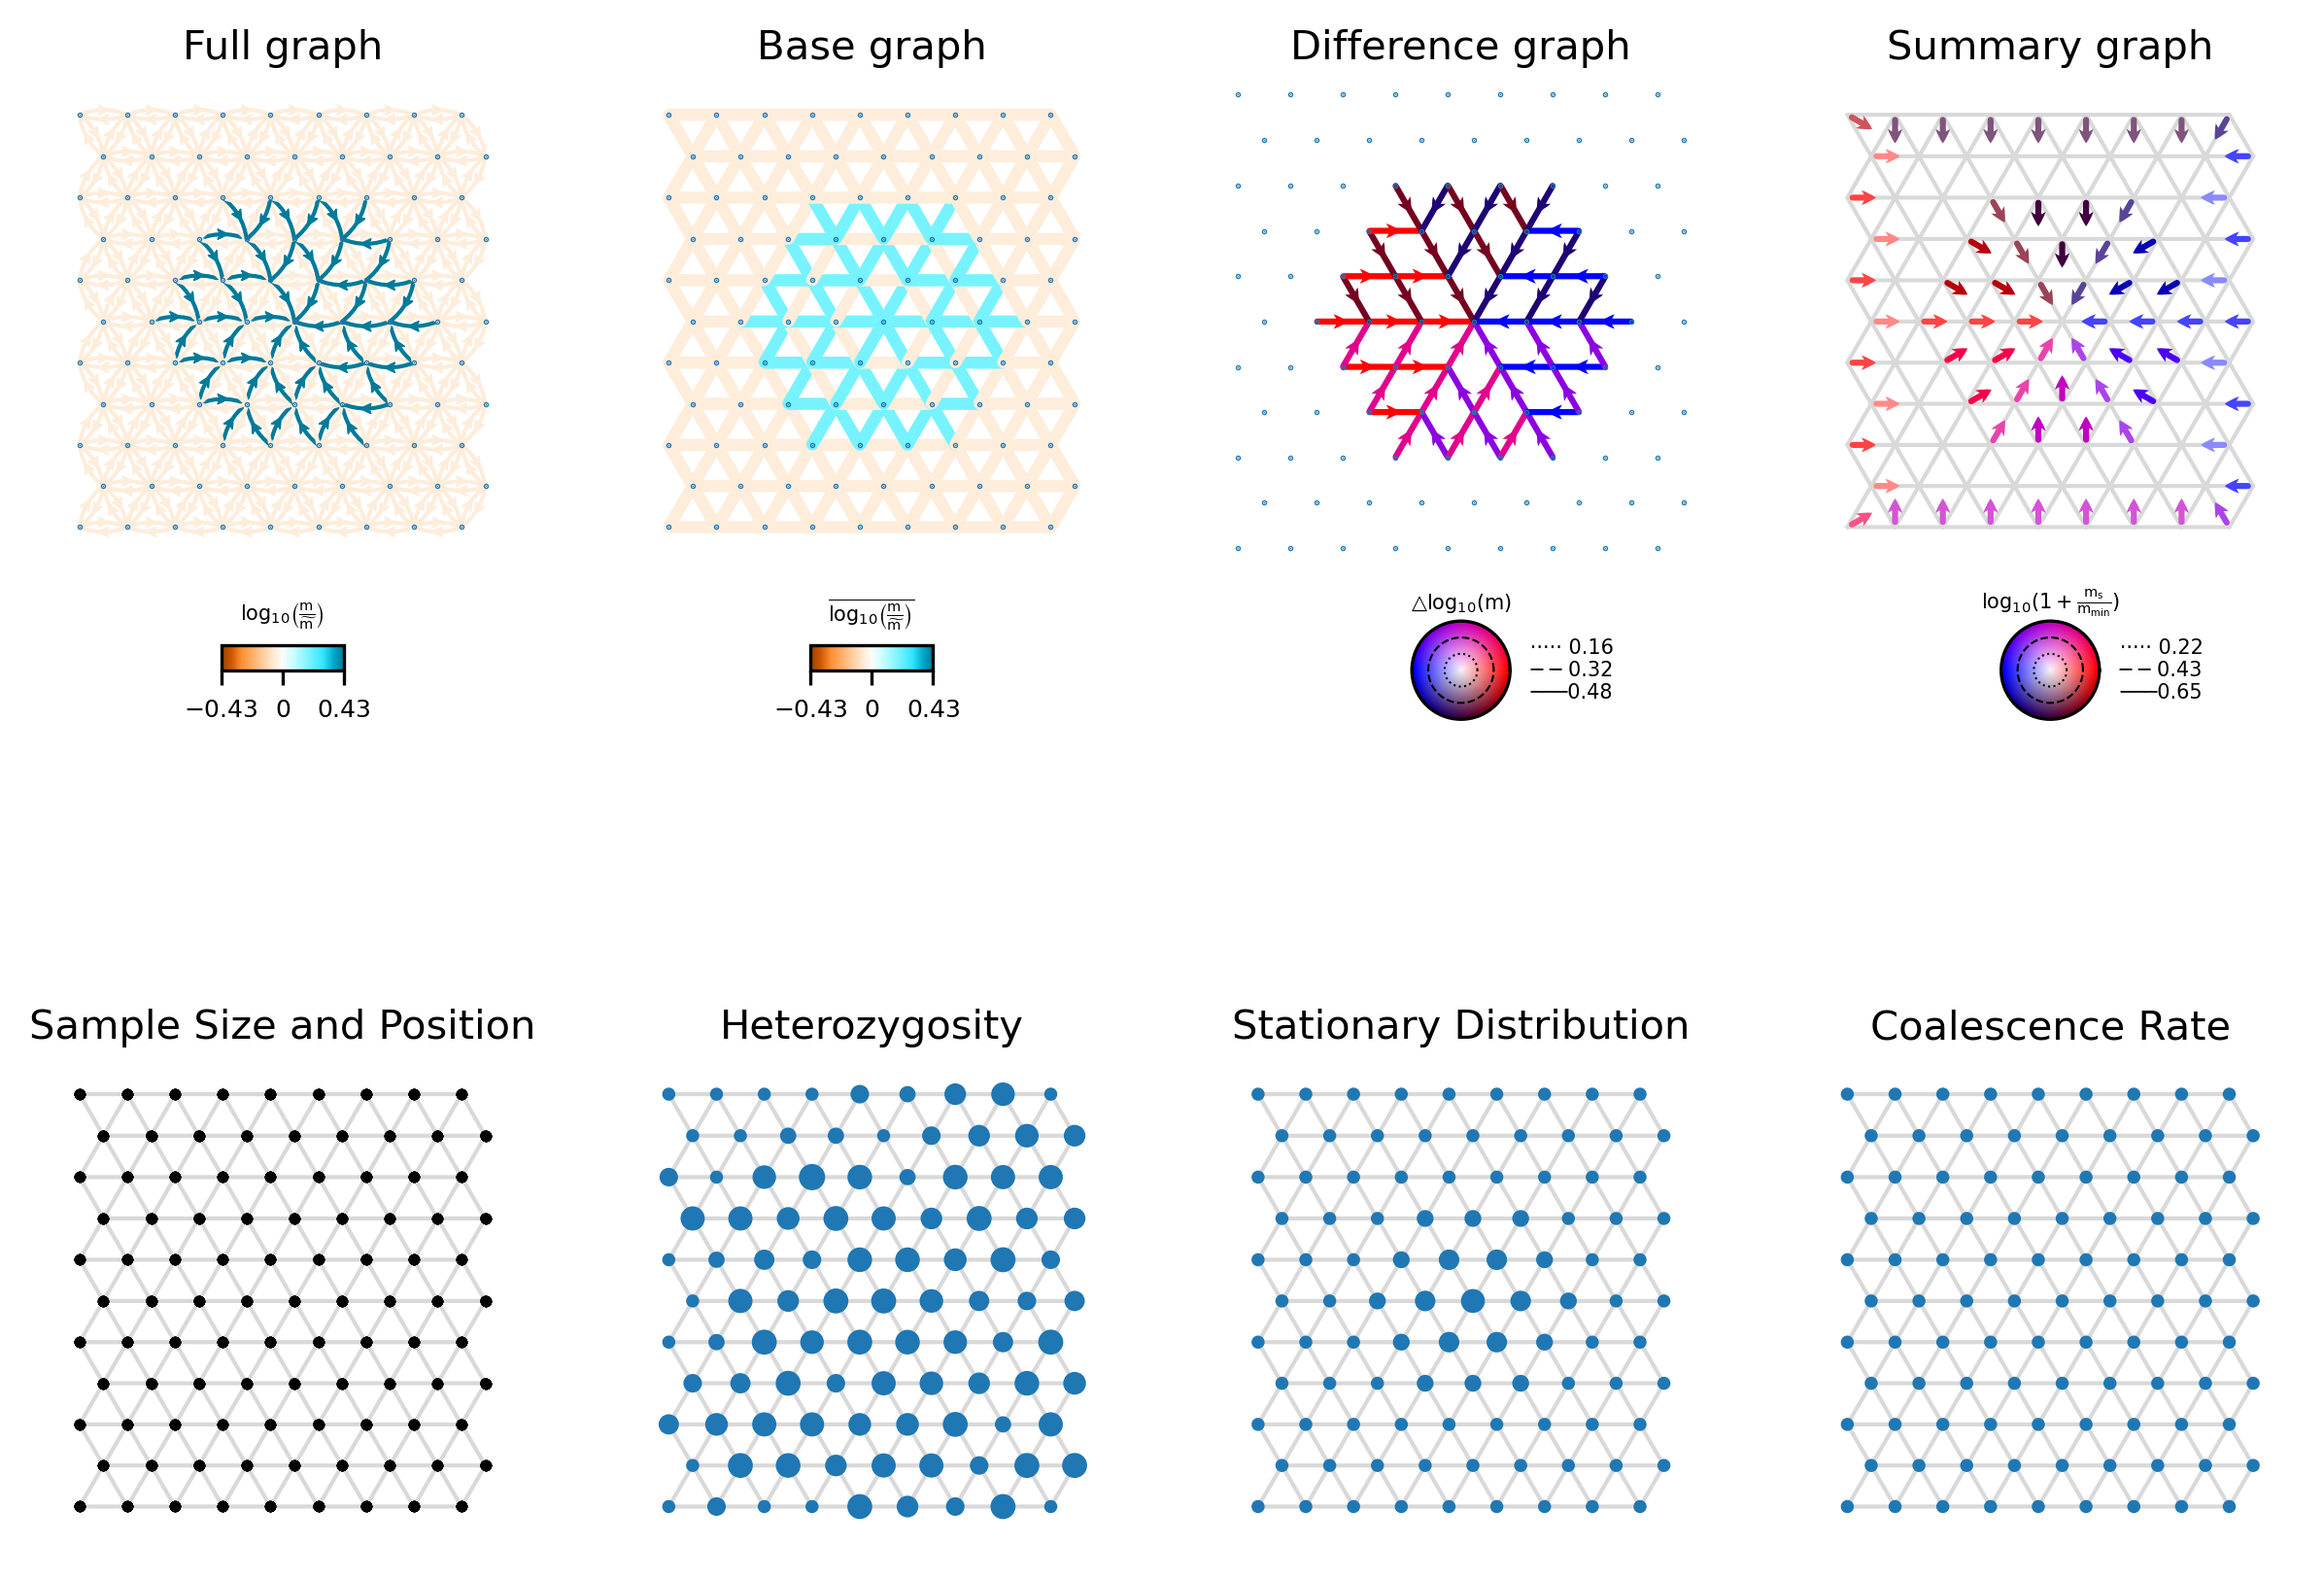 Full graph
Base graph
Difference graph
Summary graph
log₁₀(m/m̃)
−0.43 0 0.43
log₁₀(m/m̃)
−0.43 0 0.43
△log₁₀(m)
0.16
0.32
0.48
log₁₀(1 + mₛ/m_min)
0.22
0.43
0.65
Sample Size and Position
Heterozygosity
Stationary Distribution
Coalescence Rate